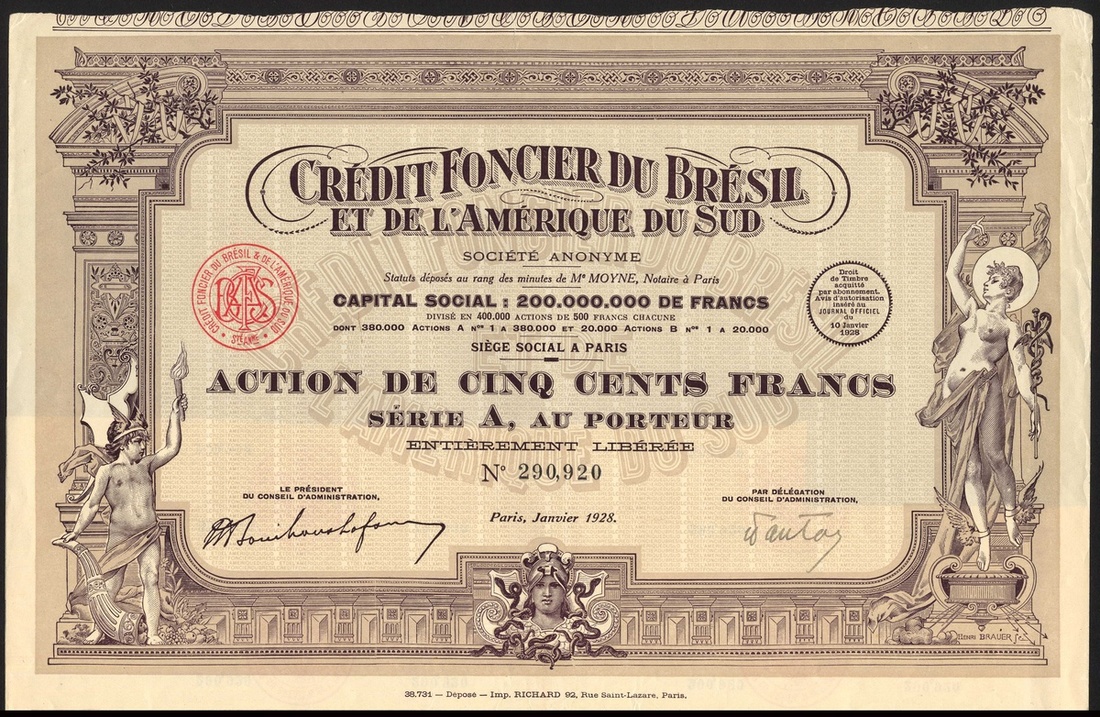 CRÉDIT FONCIER DU BRÉSIL
ET DE L'AMÉRIQUE DU SUD
SOCIÉTÉ ANONYME
Statuts déposés au rang des minutes de Me MOYNE, Notaire à Paris
CAPITAL SOCIAL : 200.000.000 DE FRANCS
DIVISÉ EN 400.000 ACTIONS DE 500 FRANCS CHACUNE
DONT 380.000 ACTIONS A Nos 1 A 380.000 ET 20.000 ACTIONS B Nos 1 A 20.000
SIÈGE SOCIAL A PARIS
CRÉDIT FONCIER DU BRÉSIL & DE L'AMÉRIQUE DU SUD
Sté Anme
Droit
de Timbre
acquitté
par abonnement.
Avis d'autorisation
inséré au
JOURNAL OFFICIEL
du
10 Janvier
1928
ACTION DE CINQ CENTS FRANCS
SÉRIE A, AU PORTEUR
ENTIÈREMENT LIBÉRÉE
No 290,920
LE PRÉSIDENT
DU CONSEIL D'ADMINISTRATION,
PAR DÉLÉGATION
DU CONSEIL D'ADMINISTRATION,
Paris, Janvier 1928.
HENRI BRAUER
38.731 — Déposé — Imp. RICHARD 92, Rue Saint-Lazare, Paris.